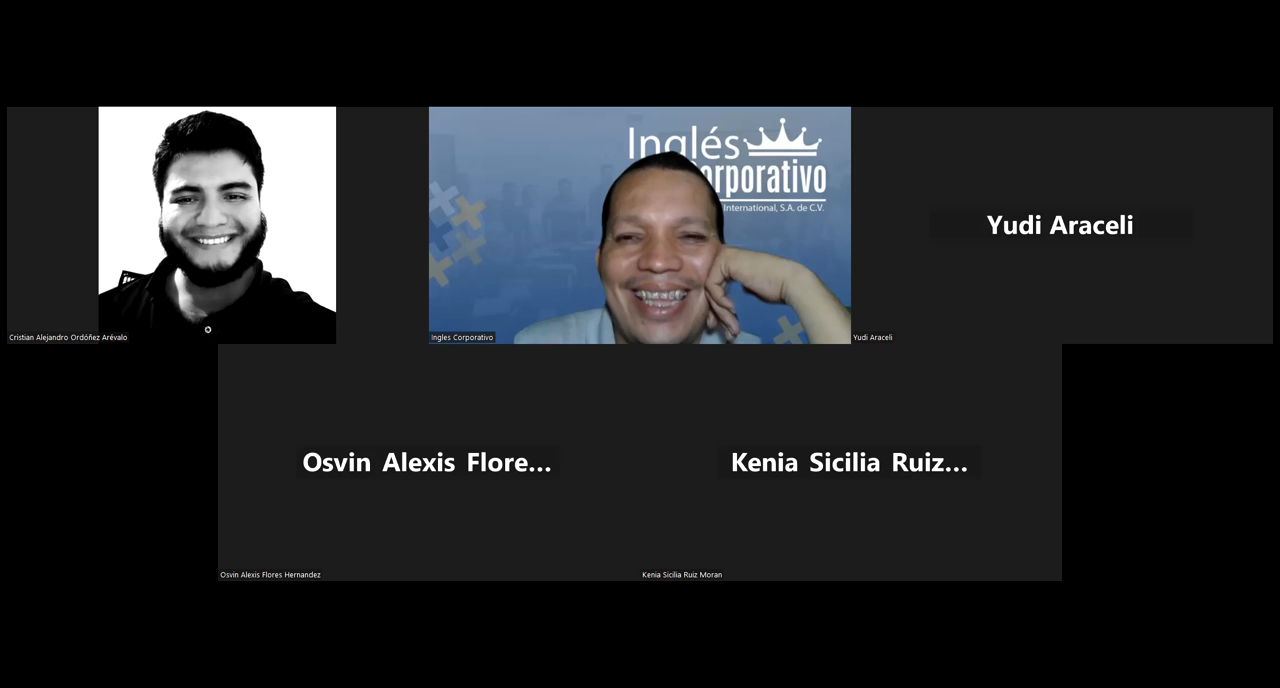 Inglés
orporativo
International, S.A. de C.V.
Yudi Araceli
Cristian Alejandro Ordóñez Arévalo
Ingles Corporativo
Yudi Araceli
Osvin Alexis Flore...
Kenia Sicilia Ruiz...
Osvin Alexis Flores Hernandez
Kenia Sicilia Ruiz Moran